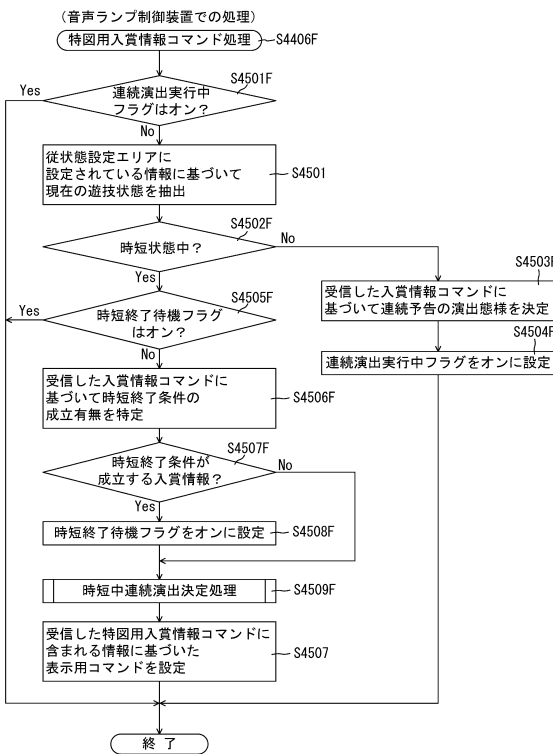 (音声ランプ制御装置での処理)
特図用入賞情報コマンド処理
S4406F
連続演出実行中
フラグはオン?
S4501F
Yes
No
従状態設定エリアに
設定されている情報に基づいて
現在の遊技状態を抽出
S4501
時短状態中?
S4502F
No
Yes
受信した入賞情報コマンドに
基づいて連続予告の演出態様を決定
S4503F
連続演出実行中フラグをオンに設定
S4504F
時短終了待機フラグ
はオン?
S4505F
Yes
No
受信した入賞情報コマンドに
基づいて時短終了条件の
成立有無を特定
S4506F
時短終了条件が
成立する入賞情報?
S4507F
No
Yes
時短終了待機フラグをオンに設定
S4508F
時短中連続演出決定処理
S4509F
受信した特図用入賞情報コマンドに
含まれる情報に基づいた
表示用コマンドを設定
S4507
終了